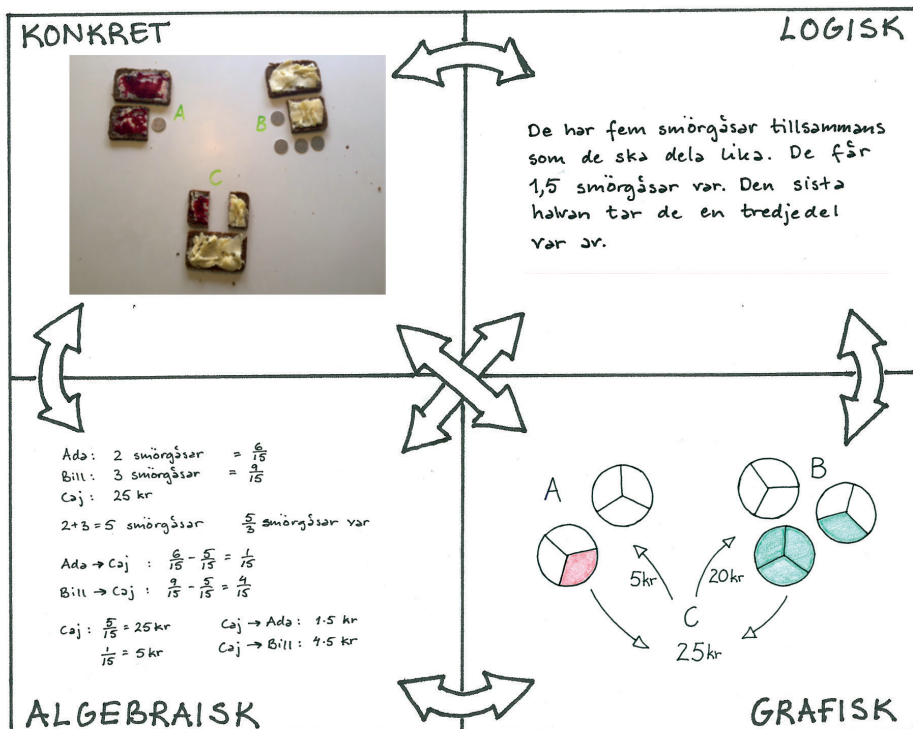 KONKRET
A
B
C
LOGISK
De har fem smörgåsar tillsammans
som de ska dela lika. De får
1,5 smörgåsar var. Den sista
halvan tar de en tredjedel
var av.
Ada: 2 smörgåsar = 6/15
Bill: 3 smörgåsar = 9/15
Caj: 25 kr
2+3=5 smörgåsar 5/3 smörgåsar var
Ada → Caj : 6/15 - 5/15 = 1/15
Bill → Caj : 9/15 - 5/15 = 4/15
Caj: 5/15 = 25 kr Caj → Ada: 1·5 kr
1/15 = 5 kr Caj → Bill: 4·5 kr
ALGEBRAISK
A
B
5kr
20kr
C
25kr
GRAFISK